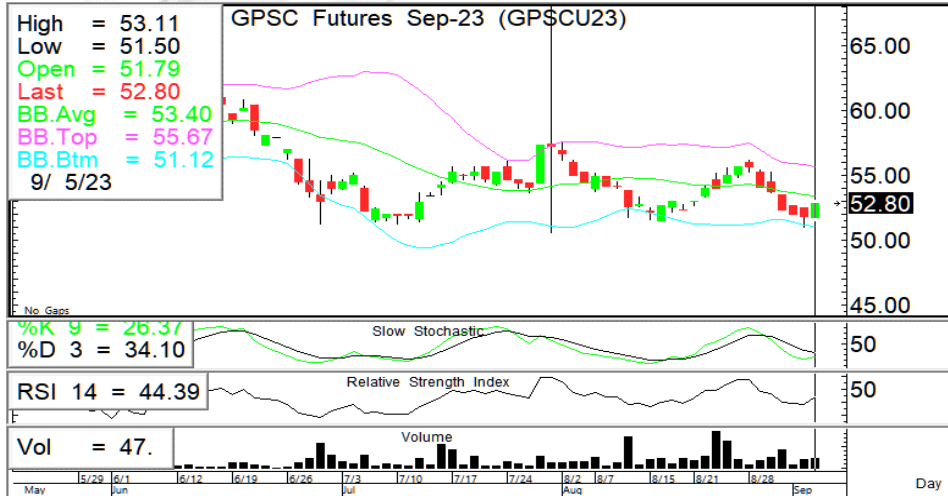 GPSC Futures Sep-23 (GPSCU23)
High = 53.11
Low = 51.50
Open = 51.79
Last = 52.80
BB.Avg = 53.40
BB.Top = 55.67
BB.Btm = 51.12
9/ 5/23
65.00
60.00
55.00
52.80
50.00
45.00
No Gaps
%K 9 = 26.37
%D 3 = 34.10
Slow Stochastic
50
RSI 14 = 44.39
Relative Strength Index
50
Vol = 47.
Volume
5/29 6/1 6/12 6/19 6/26 7/3 7/10 7/17 7/24 8/2 8/7 8/15 8/21 8/28
May Jun Jul Aug Sep Day